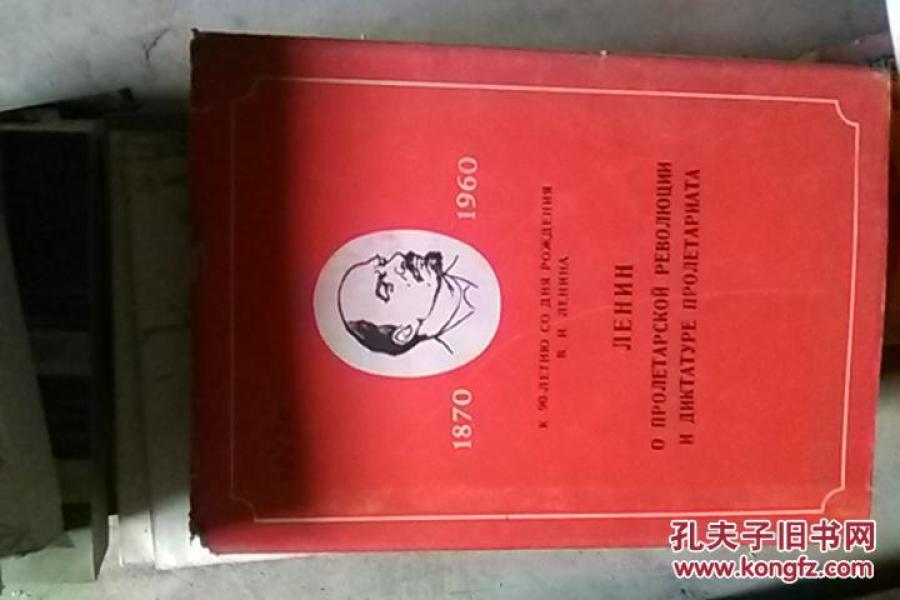 1870 1960
К 90-ЛЕТИЮ СО ДНЯ РОЖДЕНИЯ
В. И. ЛЕНИНА
ЛЕНИН
О ПРОЛЕТАРСКОЙ РЕВОЛЮЦИИ
И ДИКТАТУРЕ ПРОЛЕТАРИАТА
孔夫子旧书网
www.kongfz.com